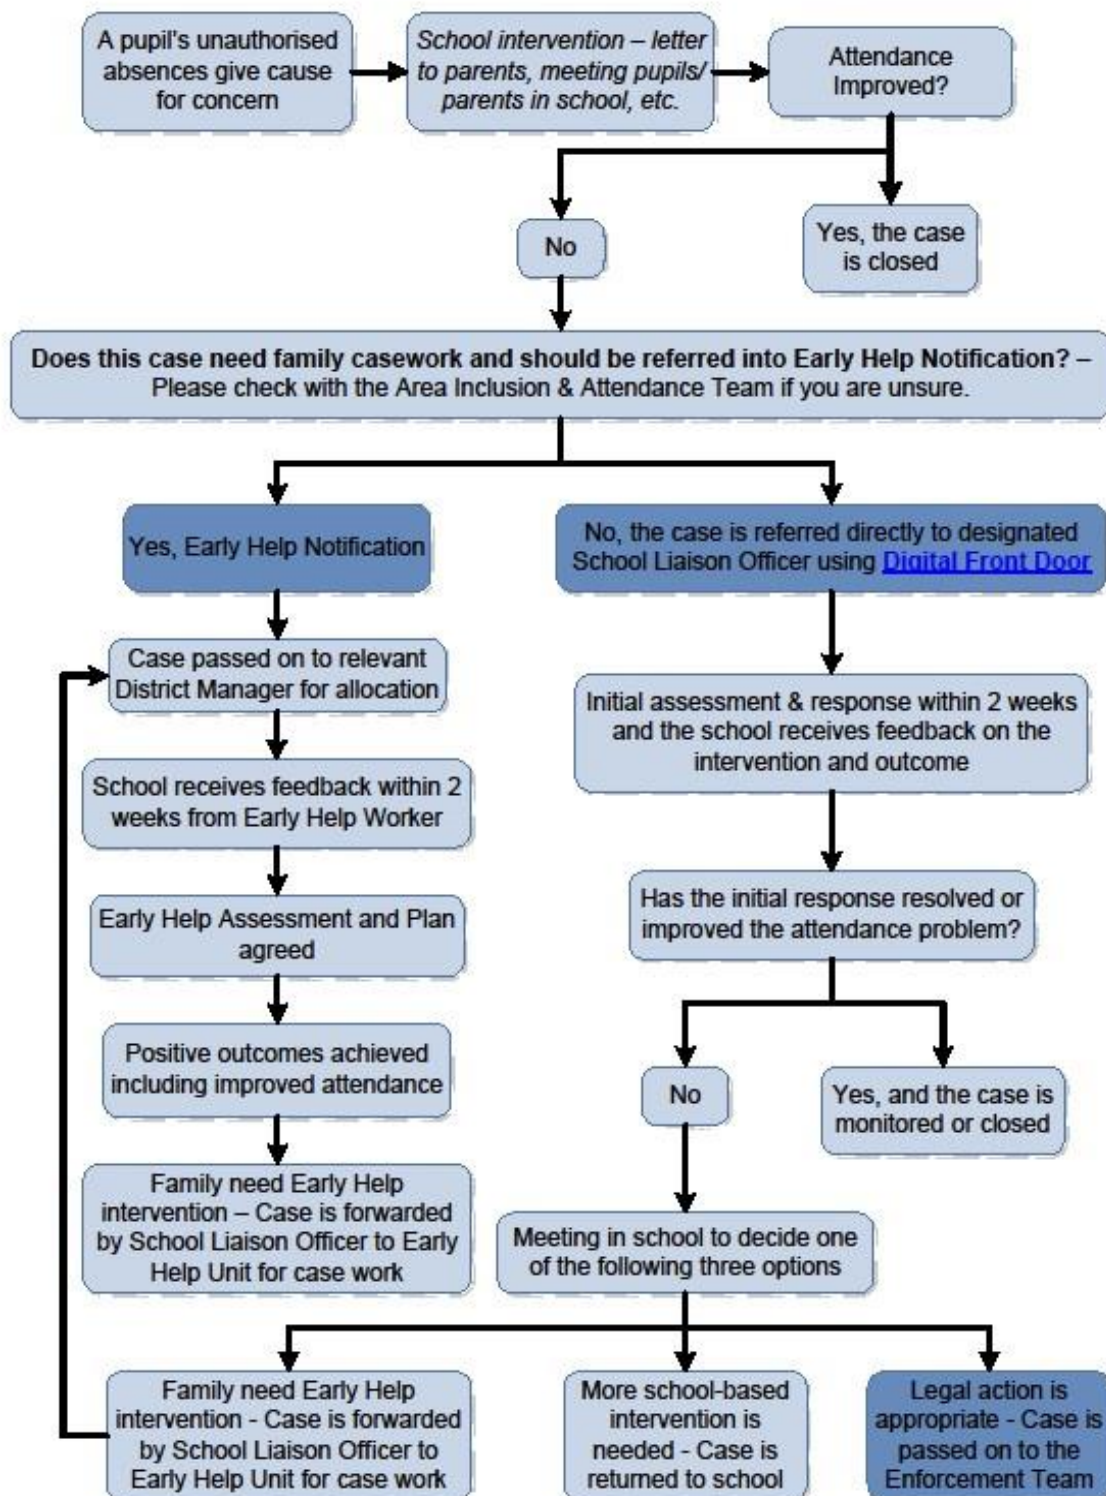 A pupil's unauthorised
absences give cause
for concern
School intervention – letter
to parents, meeting pupils/
parents in school, etc.
Attendance
Improved?
No
Yes, the case
is closed
Does this case need family casework and should be referred into Early Help Notification? –
Please check with the Area Inclusion & Attendance Team if you are unsure.
Yes, Early Help Notification
No, the case is referred directly to designated
School Liaison Officer using Digital Front Door
Case passed on to relevant
District Manager for allocation
Initial assessment & response within 2 weeks
and the school receives feedback on the
intervention and outcome
School receives feedback within 2
weeks from Early Help Worker
Has the initial response resolved or
improved the attendance problem?
Early Help Assessment and Plan
agreed
Positive outcomes achieved
including improved attendance
No
Yes, and the case is
monitored or closed
Family need Early Help
intervention – Case is forwarded
by School Liaison Officer to Early
Help Unit for case work
Meeting in school to decide one
of the following three options
Family need Early Help
intervention - Case is forwarded
by School Liaison Officer to
Early Help Unit for case work
More school-based
intervention is
needed - Case is
returned to school
Legal action is
appropriate - Case is
passed on to the
Enforcement Team